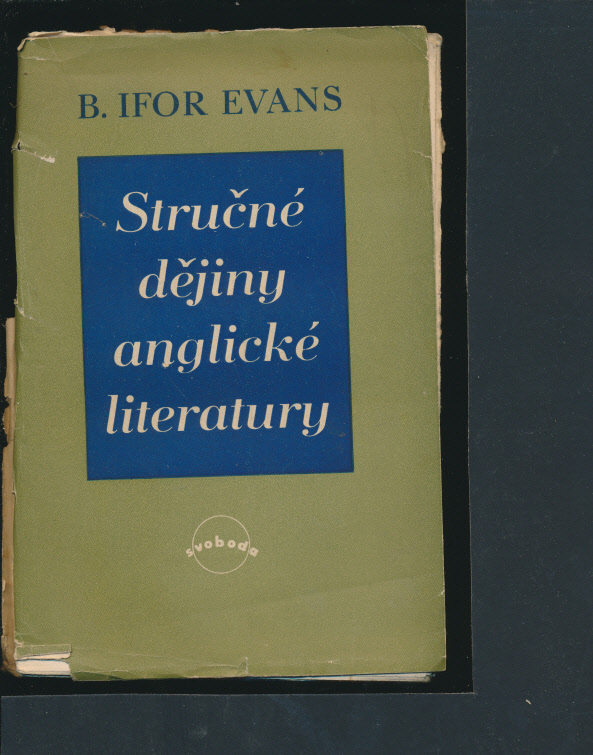 B. IFOR EVANS
Stručné
dějiny
anglické
literatury
svoboda